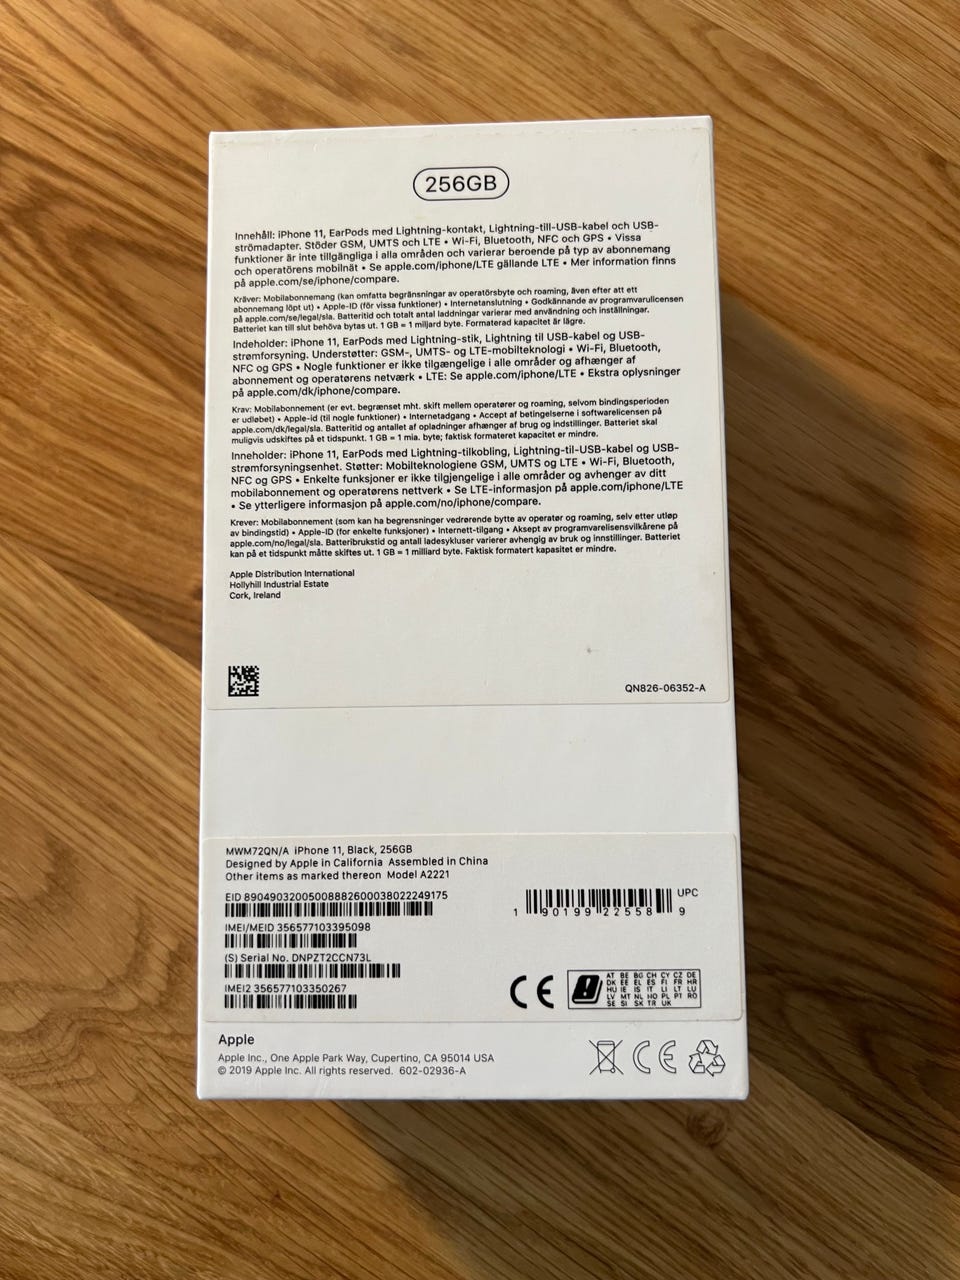 256GB
Innehåll: iPhone 11, EarPods med Lightning-kontakt, Lightning-till-USB-kabel och USB-
strömadapter. Stöder GSM, UMTS och LTE • Wi-Fi, Bluetooth, NFC och GPS • Vissa
funktioner är inte tillgängliga i alla områden och varierar beroende på typ av abonnemang
och operatörens mobilnät • Se apple.com/iphone/LTE gällande LTE • Mer information finns
på apple.com/se/iphone/compare.
Kräver: Mobilabonnemang (kan omfatta begränsningar av operatörsbyte och roaming, även efter att ett
abonnemang löpt ut) • Apple-ID (för vissa funktioner) • Internetanslutning • Godkännande av programvarulicensen
på apple.com/se/legal/sla. Batteritid och totalt antal laddningar varierar med användning och inställningar.
Batteriet kan till slut behöva bytas ut. 1 GB = 1 miljard byte. Formaterad kapacitet är lägre.
Indeholder: iPhone 11, EarPods med Lightning-stik, Lightning til USB-kabel og USB-
strømforsyning. Understøtter: GSM-, UMTS- og LTE-mobilteknologi • Wi-Fi, Bluetooth,
NFC og GPS • Nogle funktioner er ikke tilgængelige i alle områder og afhænger af
abonnement og operatørens netværk • LTE: Se apple.com/iphone/LTE • Ekstra oplysninger
på apple.com/dk/iphone/compare.
Krav: Mobilabonnement (er evt. begrænset mht. skift mellem operatører og roaming, selvom bindingsperioden
er udløbet) • Apple-id (til nogle funktioner) • Internetadgang • Accept af betingelserne i softwarelicensen på
apple.com/dk/legal/sla. Batteritid og antallet af opladninger afhænger af brug og indstillinger. Batteriet skal
muligvis udskiftes på et tidspunkt. 1 GB = 1 mia. byte; faktisk formateret kapacitet er mindre.
Inneholder: iPhone 11, EarPods med Lightning-tilkobling, Lightning-til-USB-kabel og USB-
strømforsyningsenhet. Støtter: Mobilteknologiene GSM, UMTS og LTE • Wi-Fi, Bluetooth,
NFC og GPS • Enkelte funksjoner er ikke tilgjengelige i alle områder og avhenger av ditt
mobilabonnement og operatørens nettverk • Se LTE-informasjon på apple.com/iphone/LTE
• Se ytterligere informasjon på apple.com/no/iphone/compare.
Krever: Mobilabonnement (som kan ha begrensninger vedrørende bytte av operatør og roaming, selv etter utløp
av bindingstid) • Apple-ID (for enkelte funksjoner) • Internett-tilgang • Aksept av programvarelisensvilkårene på
apple.com/no/legal/sla. Batteribrukstid og antall ladesykluser varierer avhengig av bruk og innstillinger. Batteriet
kan på et tidspunkt måtte skiftes ut. 1 GB = 1 milliard byte. Faktisk formatert kapasitet er mindre.
Apple Distribution International
Hollyhill Industrial Estate
Cork, Ireland
QN826-06352-A
MWM72QN/A iPhone 11, Black, 256GB
Designed by Apple in California Assembled in China
Other items as marked thereon Model A2221
EID 89049032005008882600038022249175
UPC
1 90199 22558 9
IMEI/MEID 356577103395098
(S) Serial No. DNPZT2CCN73L
IMEI2 356577103350267
CE
AT BE BG CH CY CZ DE
DK EE EL ES FI FR HR
HU IE IS IT LI LT LU
LV MT NL NO PL PT RO
SE SI SK TR UK
Apple
Apple Inc., One Apple Park Way, Cupertino, CA 95014 USA
© 2019 Apple Inc. All rights reserved. 602-02936-A
CE